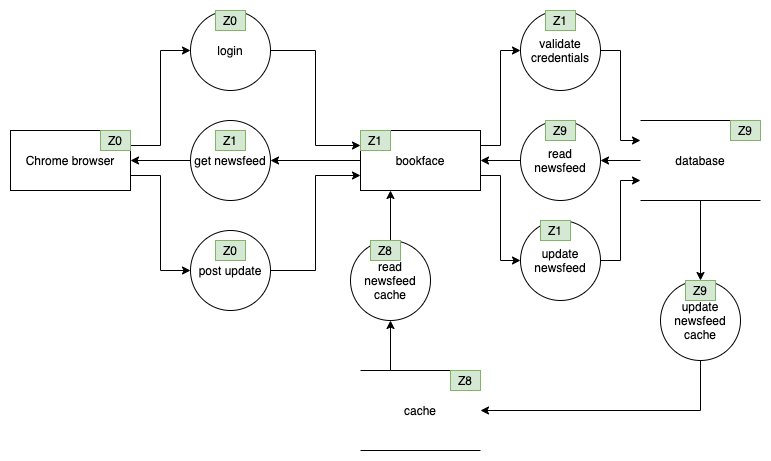 Z0
login
Z1
validate
credentials
Z0
Chrome browser
Z1
get newsfeed
Z1
bookface
Z9
read
newsfeed
Z9
database
Z0
post update
Z8
read
newsfeed
cache
Z1
update
newsfeed
Z9
update
newsfeed
cache
Z8
cache